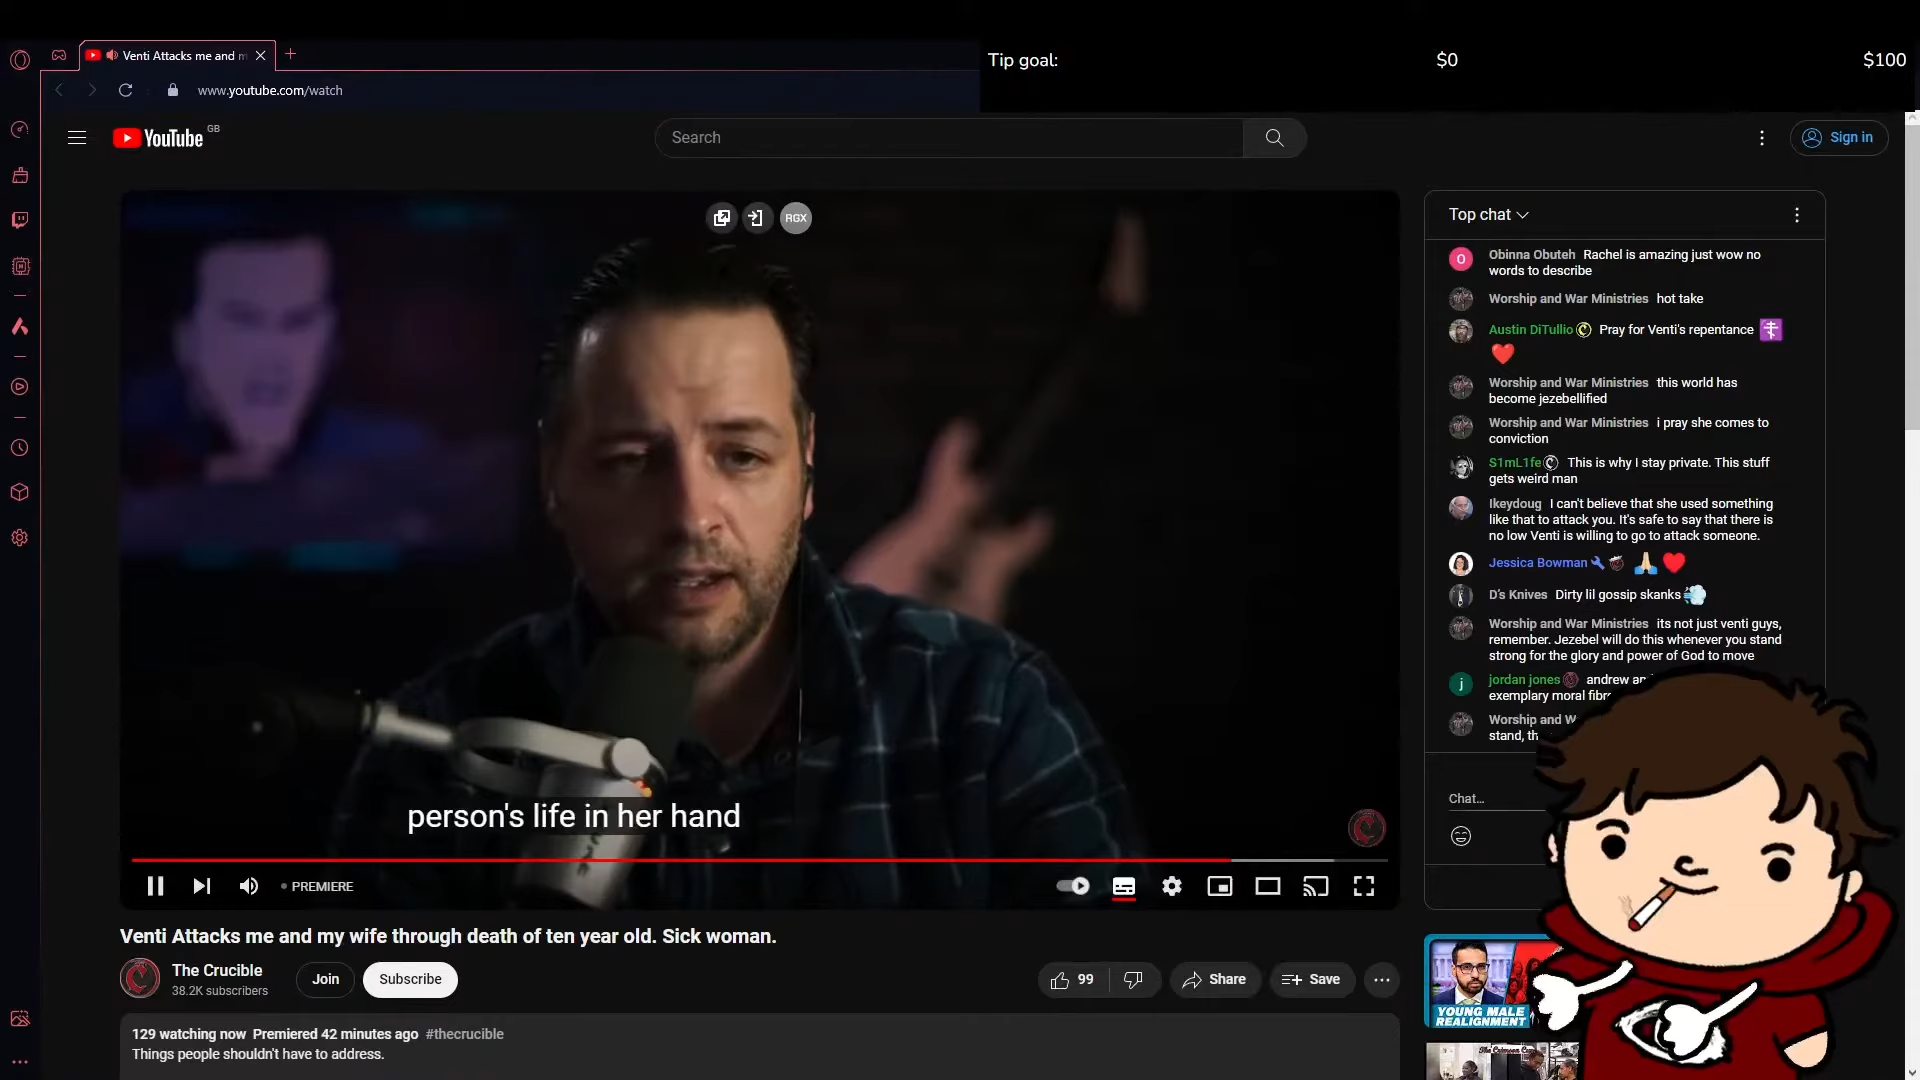 Venti Attacks me and m
Tip goal:
$0
$100
www.youtube.com/watch
YouTube
GB
Search
Sign in
RGX
person's life in her hand
PREMIERE
Top chat
O
Obinna Obuteh Rachel is amazing just wow no
words to describe
Worship and War Ministries hot take
Austin DiTullio Pray for Venti's repentance
Worship and War Ministries this world has
become jezebellified
Worship and War Ministries i pray she comes to
conviction
S1mL1fe This is why I stay private. This stuff
gets weird man
Ikeydoug I can't believe that she used something
like that to attack you. It's safe to say that there is
no low Venti is willing to go to attack someone.
Jessica Bowman
D's Knives Dirty lil gossip skanks
Worship and War Ministries its not just venti guys,
remember. Jezebel will do this whenever you stand
strong for the glory and power of God to move
j
jordan jones andrew an
exemplary moral fibr
Worship and W
stand, th
Chat...
Venti Attacks me and my wife through death of ten year old. Sick woman.
The Crucible
38.2K subscribers
Join
Subscribe
99
Share
Save
129 watching now Premiered 42 minutes ago #thecrucible
Things people shouldn't have to address.
YOUNG MALE
REALIGNMENT